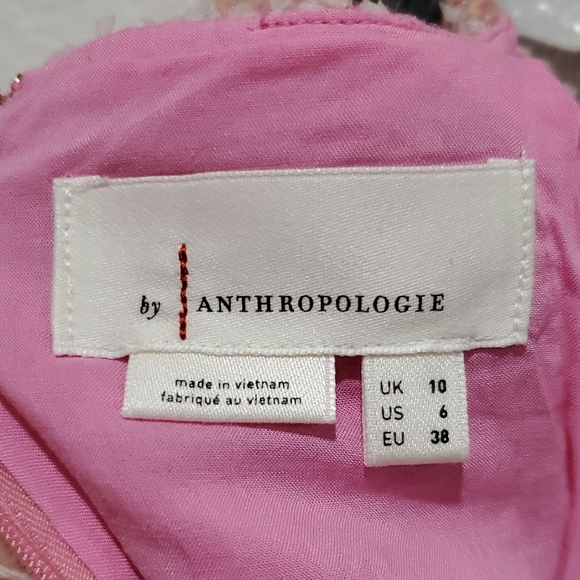 by ANTHROPOLOGIE
made in vietnam
fabriqué au vietnam
UK 10
US 6
EU 38